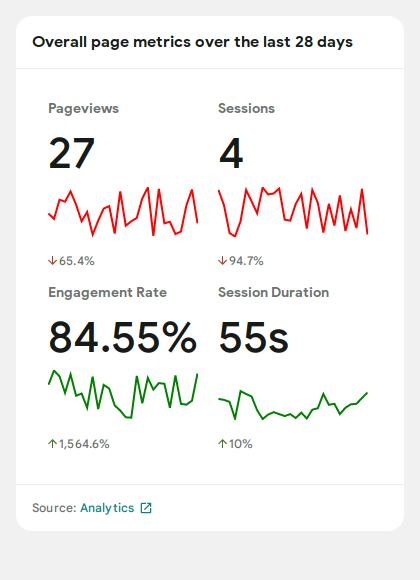 Overall page metrics over the last 28 days
Pageviews
27
↓65.4%
Sessions
4
↓94.7%
Engagement Rate
84.55%
↑1,564.6%
Session Duration
55s
↑10%
Source: Analytics